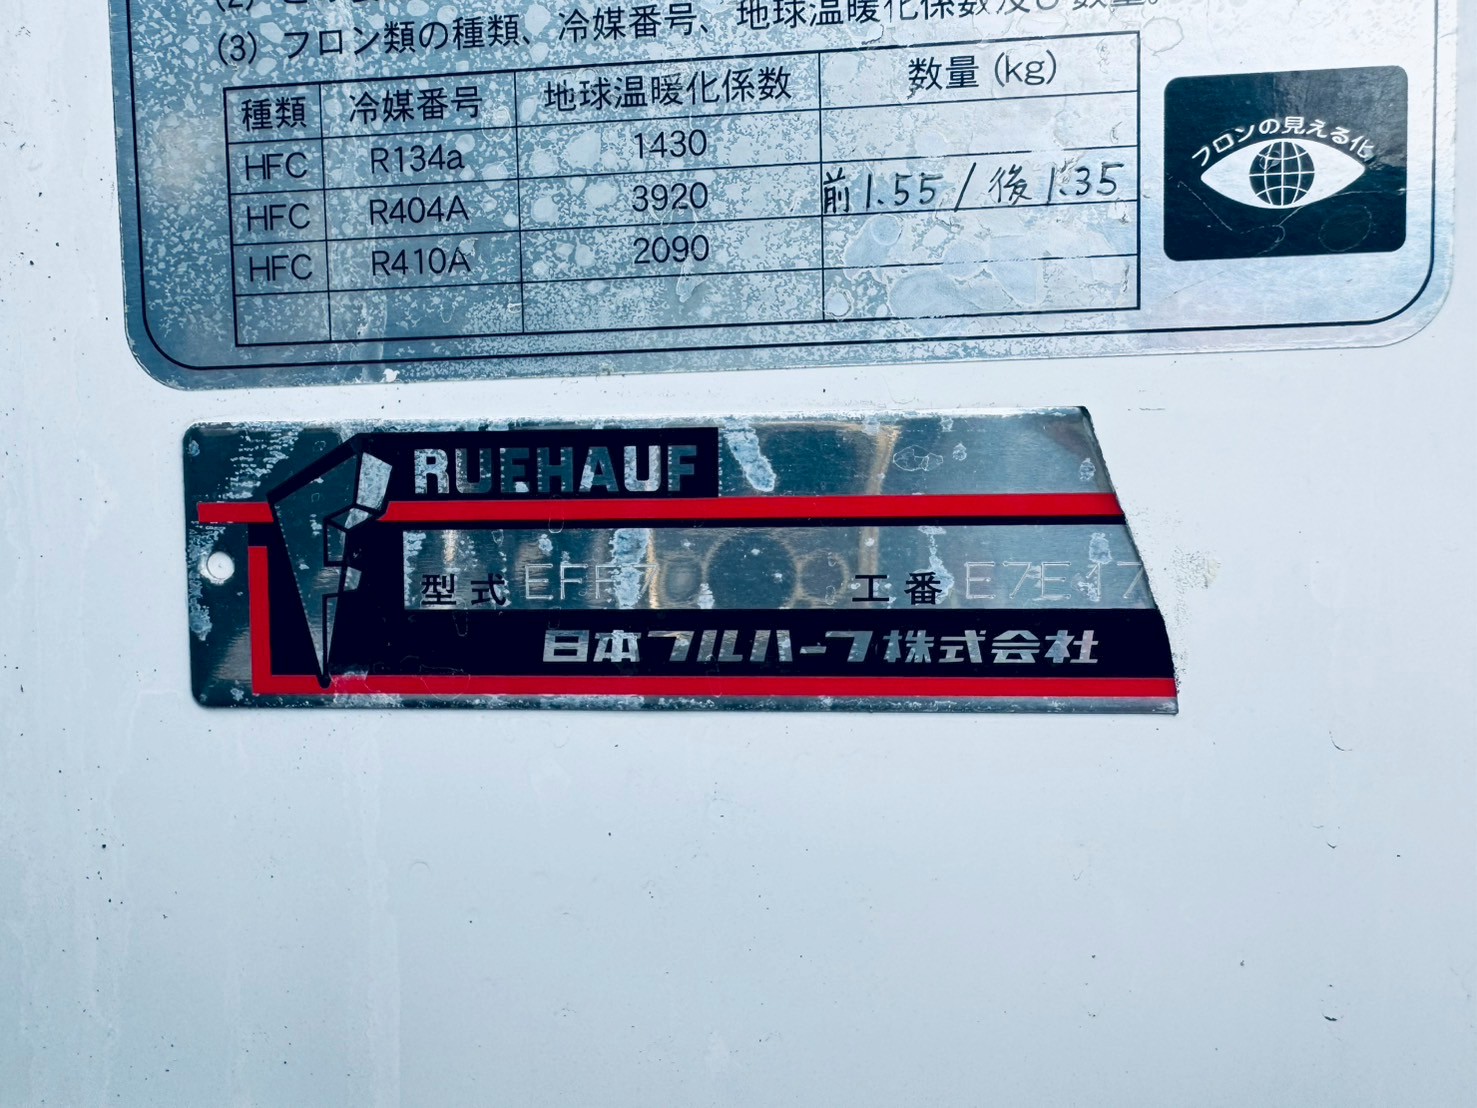 (3) フロン類の種類、冷媒番号、地球温暖化係数及び数量。
種類 冷媒番号 地球温暖化係数 数量 (kg)
HFC R134a 1430
HFC R404A 3920 前1.55 / 後1.35
HFC R410A 2090
フロンの見える化
FRUEHAUF
型式 EFF7 工番 E7E47
日本フルハーフ株式会社